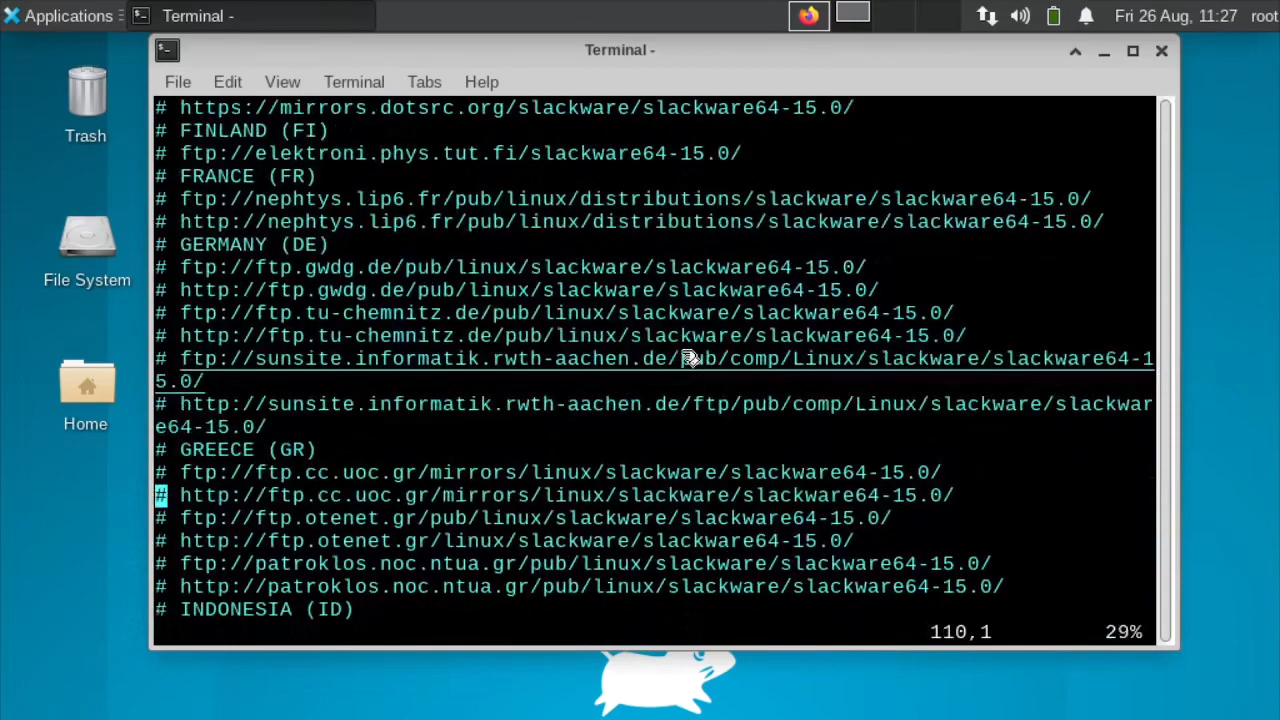 Applications
Terminal -
Fri 26 Aug, 11:27
root
Terminal -
File Edit View Terminal Tabs Help
Trash
File System
Home
# https://mirrors.dotsrc.org/slackware/slackware64-15.0/
# FINLAND (FI)
# ftp://elektroni.phys.tut.fi/slackware64-15.0/
# FRANCE (FR)
# ftp://nephtys.lip6.fr/pub/linux/distributions/slackware/slackware64-15.0/
# http://nephtys.lip6.fr/pub/linux/distributions/slackware/slackware64-15.0/
# GERMANY (DE)
# ftp://ftp.gwdg.de/pub/linux/slackware/slackware64-15.0/
# http://ftp.gwdg.de/pub/linux/slackware/slackware64-15.0/
# ftp://ftp.tu-chemnitz.de/pub/linux/slackware/slackware64-15.0/
# http://ftp.tu-chemnitz.de/pub/linux/slackware/slackware64-15.0/
# ftp://sunsite.informatik.rwth-aachen.de/pub/comp/Linux/slackware/slackware64-1
5.0/
# http://sunsite.informatik.rwth-aachen.de/ftp/pub/comp/Linux/slackware/slackwar
e64-15.0/
# GREECE (GR)
# ftp://ftp.cc.uoc.gr/mirrors/linux/slackware/slackware64-15.0/
# http://ftp.cc.uoc.gr/mirrors/linux/slackware/slackware64-15.0/
# ftp://ftp.otenet.gr/pub/linux/slackware/slackware64-15.0/
# http://ftp.otenet.gr/linux/slackware/slackware64-15.0/
# ftp://patroklos.noc.ntua.gr/pub/linux/slackware/slackware64-15.0/
# http://patroklos.noc.ntua.gr/pub/linux/slackware/slackware64-15.0/
# INDONESIA (ID)
110,1 29%